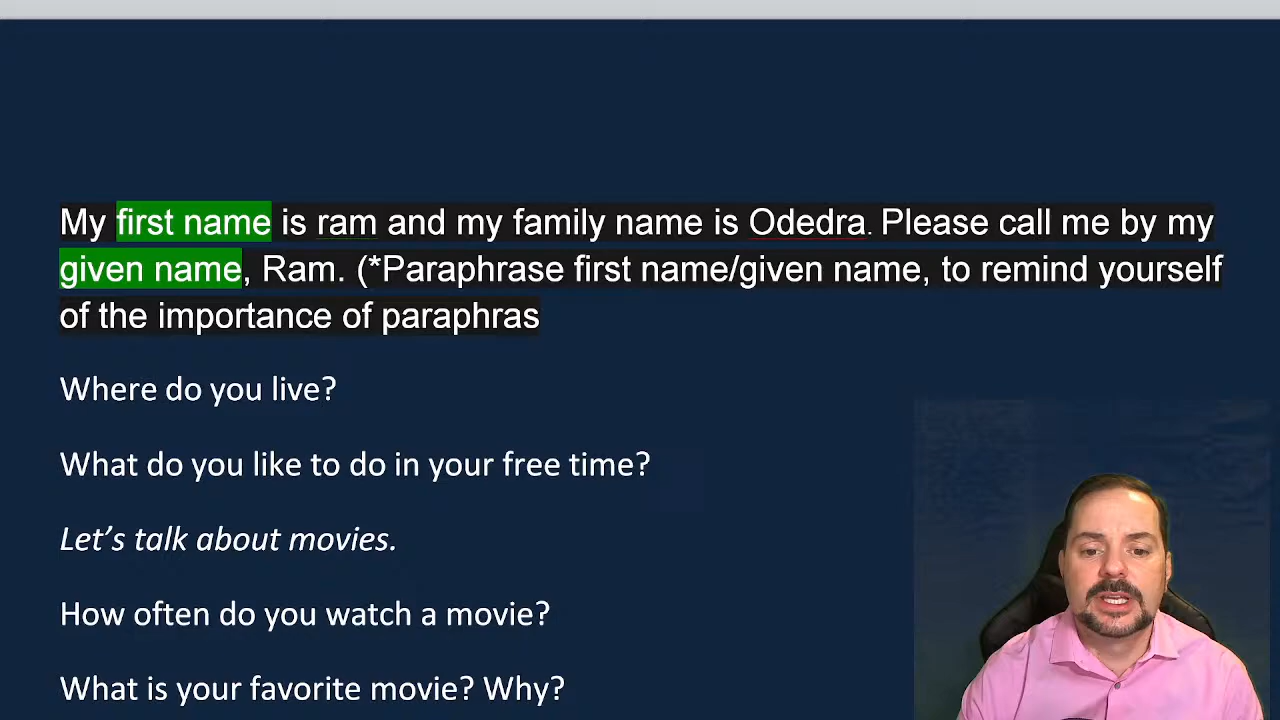 My first name is ram and my family name is Odedra. Please call me by my
given name, Ram. (*Paraphrase first name/given name, to remind yourself
of the importance of paraphras
Where do you live?
What do you like to do in your free time?
Let's talk about movies.
How often do you watch a movie?
What is your favorite movie? Why?